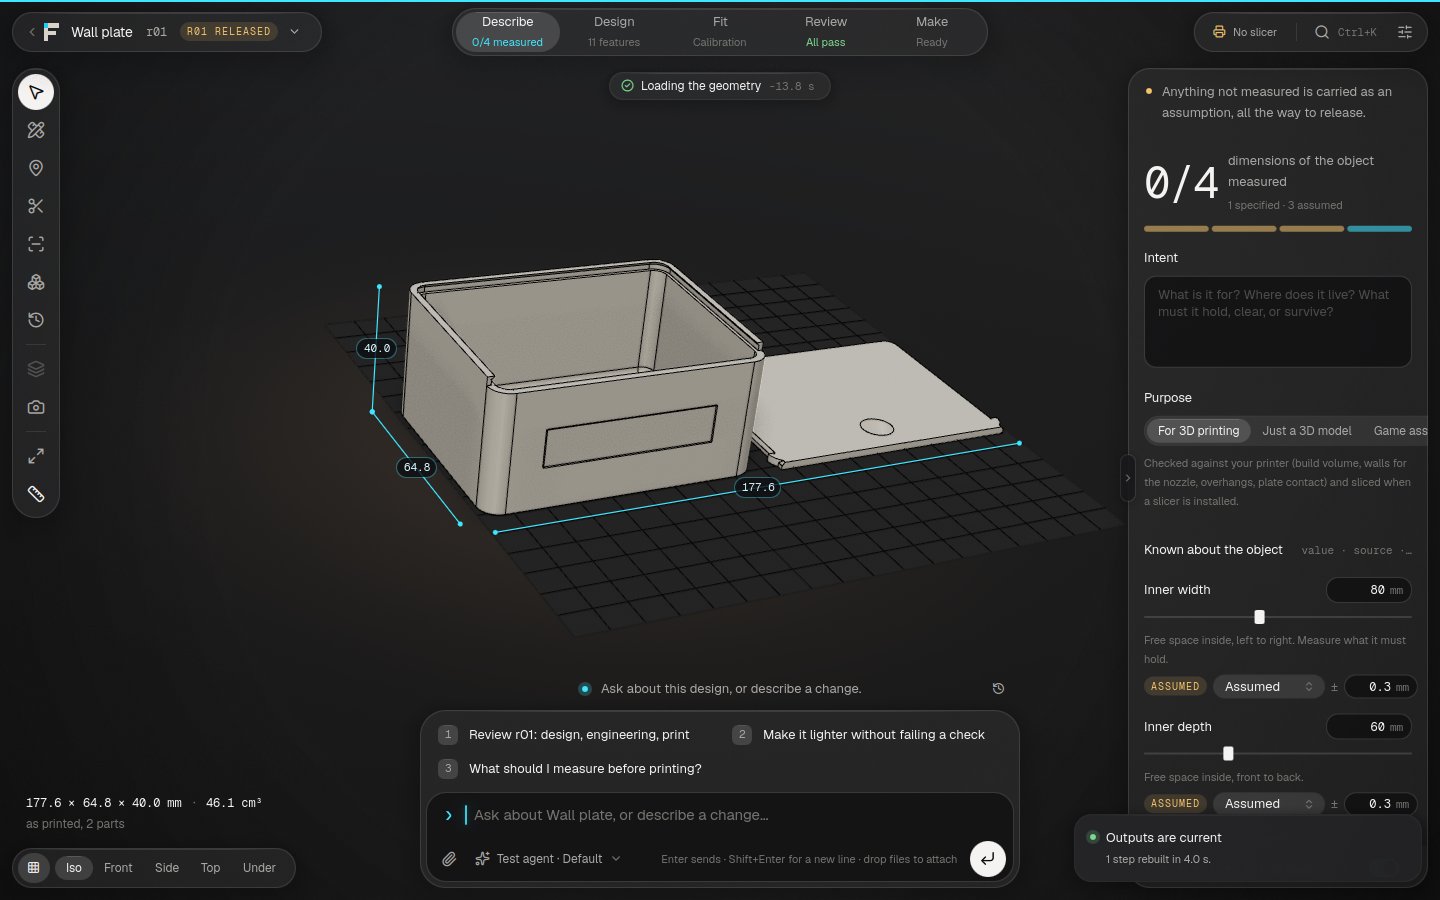 Wall plate r01 R01 RELEASED
Describe
0/4 measured
Design
11 features
Fit
Calibration
Review
All pass
Make
Ready
No slicer
Ctrl+K
Loading the geometry -13.8 s
Anything not measured is carried as an
assumption, all the way to release.
0/4
dimensions of the object
measured
1 specified · 3 assumed
Intent
What is it for? Where does it live? What
must it hold, clear, or survive?
Purpose
For 3D printing Just a 3D model Game ass
Checked against your printer (build volume, walls for
the nozzle, overhangs, plate contact) and sliced when
a slicer is installed.
Known about the object value · source ·…
Inner width 80 mm
Free space inside, left to right. Measure what it must
hold.
ASSUMED Assumed ± 0.3 mm
Inner depth 60 mm
Free space inside, front to back.
ASSUMED Assumed ± 0.3 mm
Outputs are current
1 step rebuilt in 4.0 s.
40.0
64.8
177.6
Ask about this design, or describe a change.
1 Review r01: design, engineering, print
2 Make it lighter without failing a check
3 What should I measure before printing?
Ask about Wall plate, or describe a change…
Test agent · Default
Enter sends · Shift+Enter for a new line · drop files to attach
177.6 × 64.8 × 40.0 mm · 46.1 cm³
as printed, 2 parts
Iso Front Side Top Under